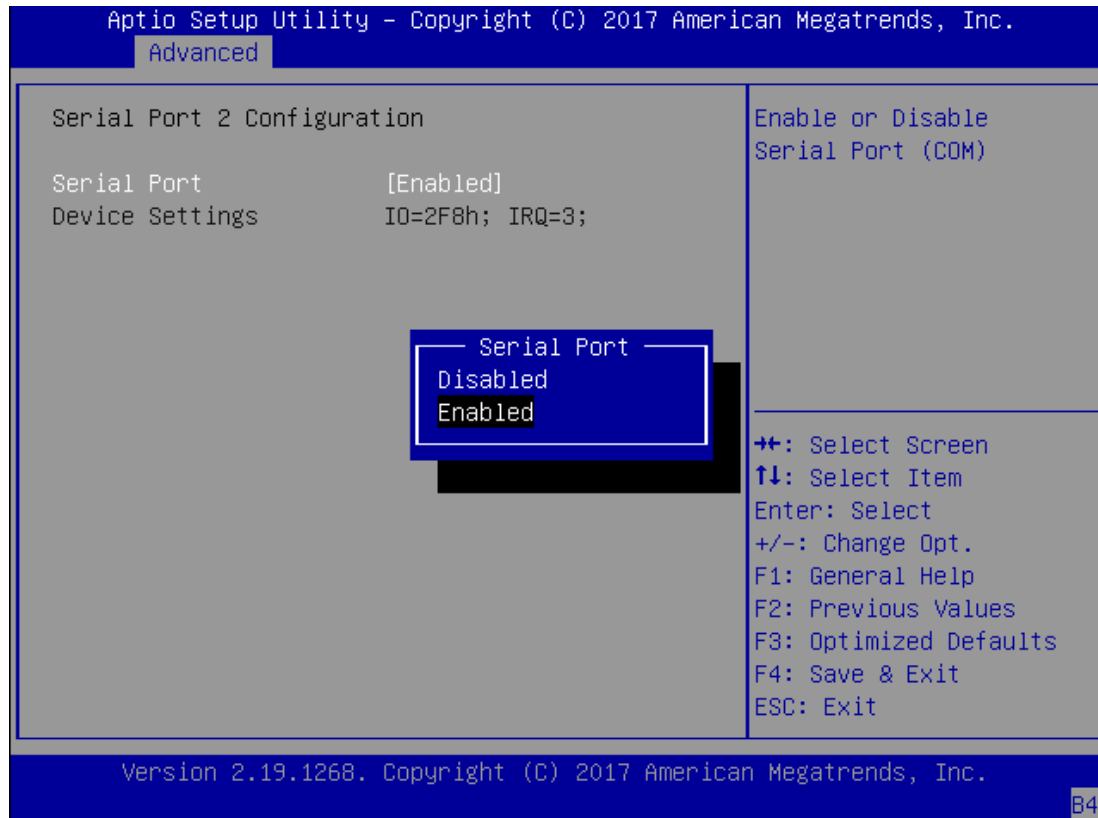 Aptio Setup Utility – Copyright (C) 2017 American Megatrends, Inc.
Advanced
Serial Port 2 Configuration
Serial Port [Enabled]
Device Settings IO=2F8h; IRQ=3;
Serial Port
Disabled
Enabled
Enable or Disable
Serial Port (COM)
→←: Select Screen
↑↓: Select Item
Enter: Select
+/-: Change Opt.
F1: General Help
F2: Previous Values
F3: Optimized Defaults
F4: Save & Exit
ESC: Exit
Version 2.19.1268. Copyright (C) 2017 American Megatrends, Inc.
B4